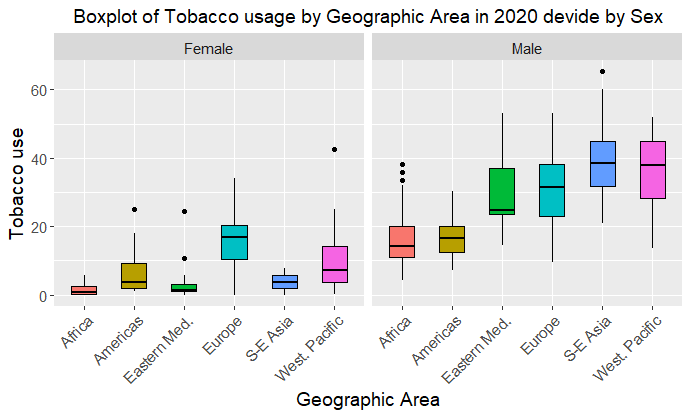 Boxplot of Tobacco usage by Geographic Area in 2020 devide by Sex
Female
Male
Tobacco use
60
40
20
0
Africa
Americas
Eastern Med.
Europe
S-E Asia
West. Pacific
Africa
Americas
Eastern Med.
Europe
S-E Asia
West. Pacific
Geographic Area